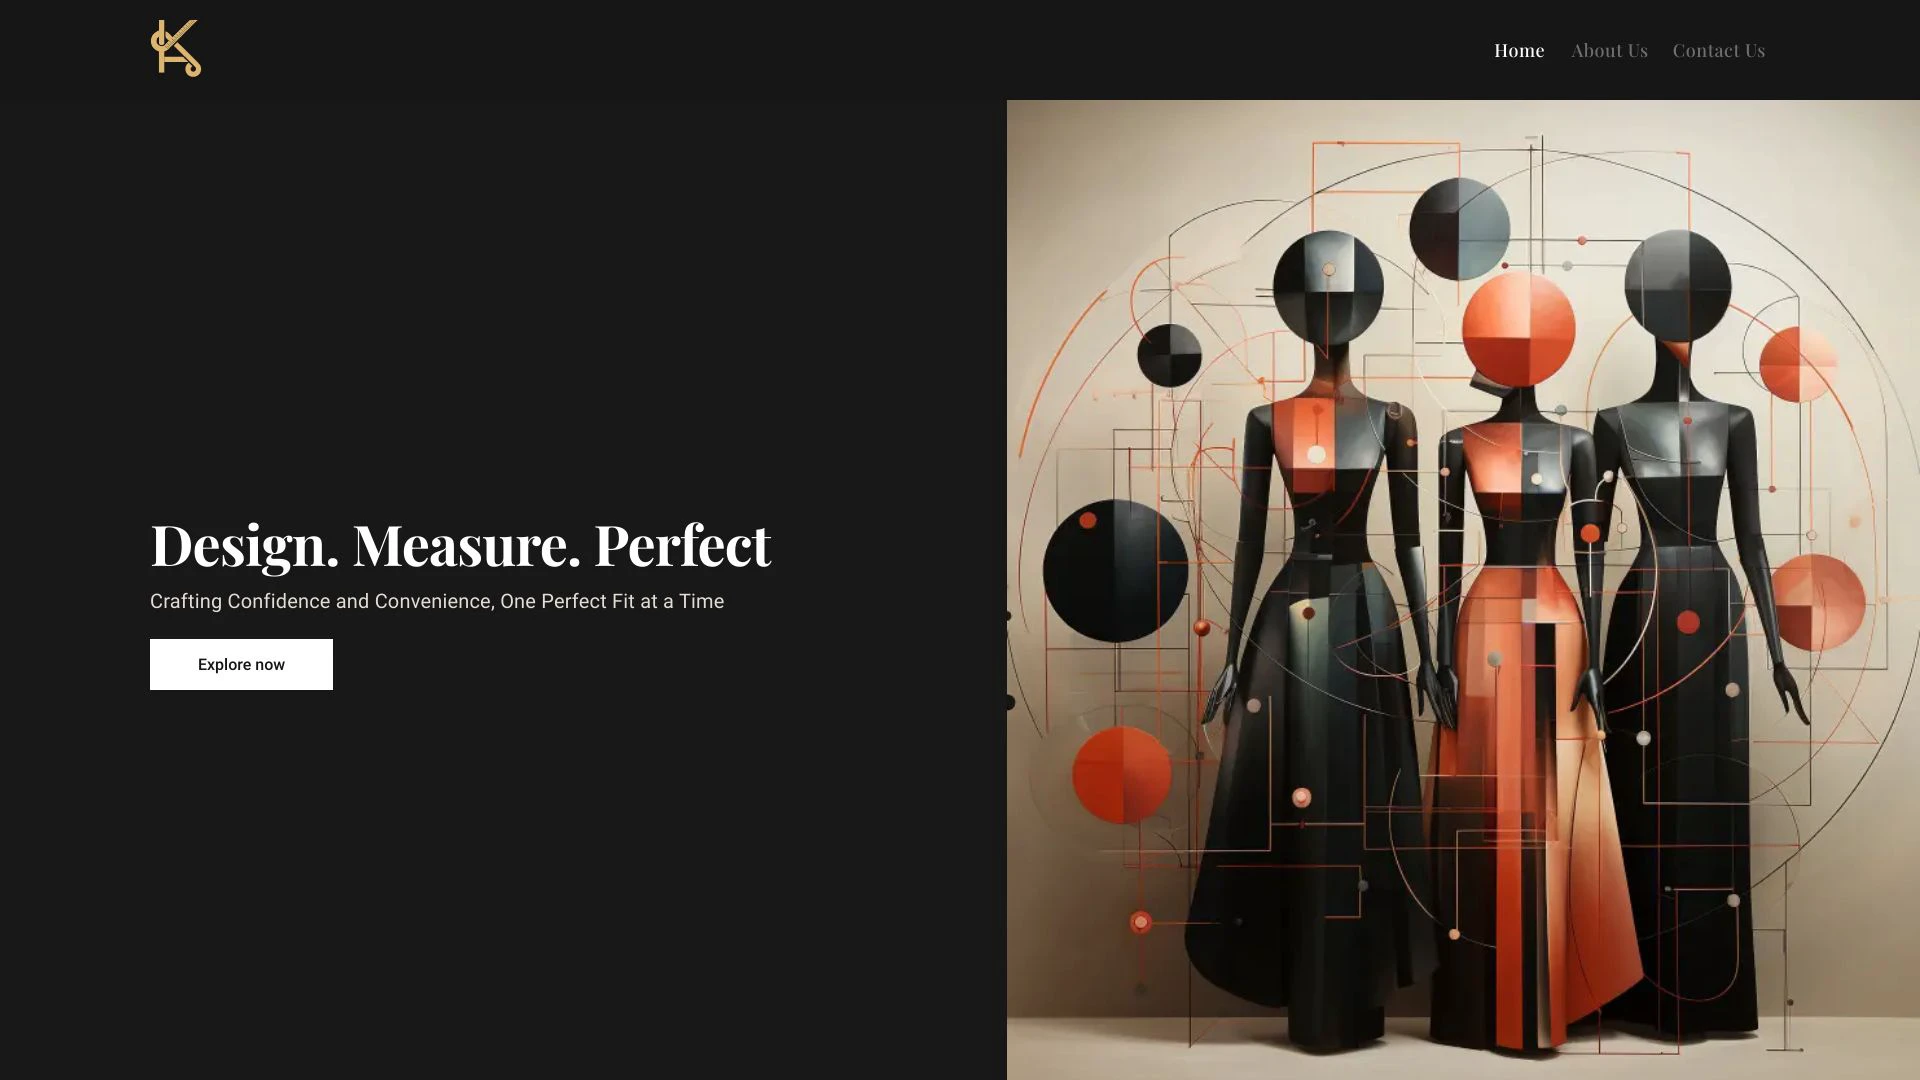 Home
About Us
Contact Us
Design. Measure. Perfect
Crafting Confidence and Convenience, One Perfect Fit at a Time
Explore now